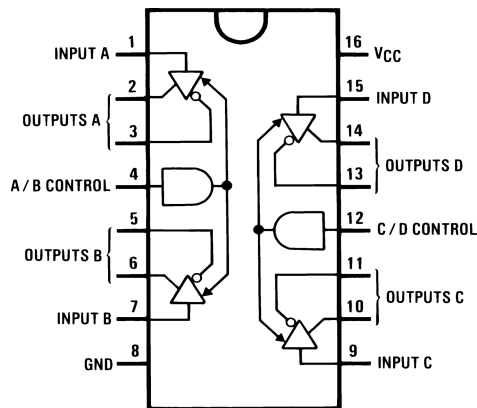 INPUT A 1 16 VCC
2 15 INPUT D
OUTPUTS A
3 14
OUTPUTS D
A / B CONTROL 4 13
5 12 C / D CONTROL
OUTPUTS B
6 11
OUTPUTS C
INPUT B 7 10
GND 8 9 INPUT C